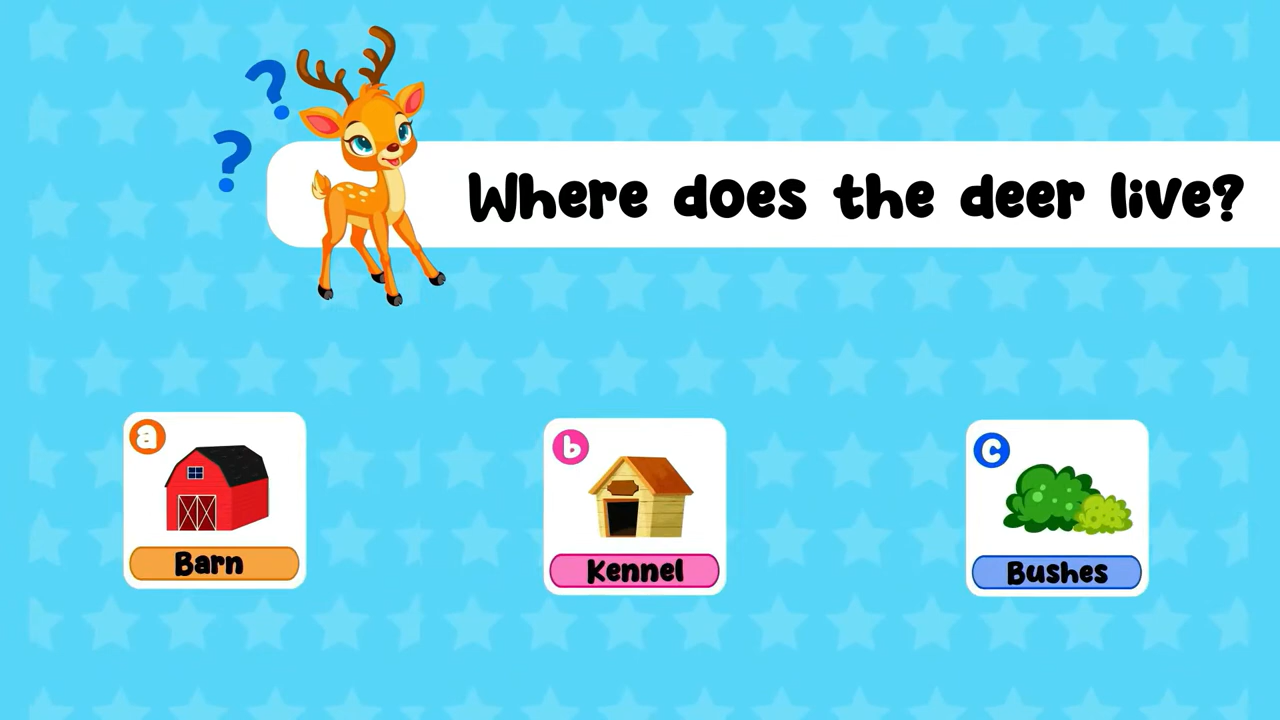 ? ?
Where does the deer live?
a
Barn
b
Kennel
c
Bushes